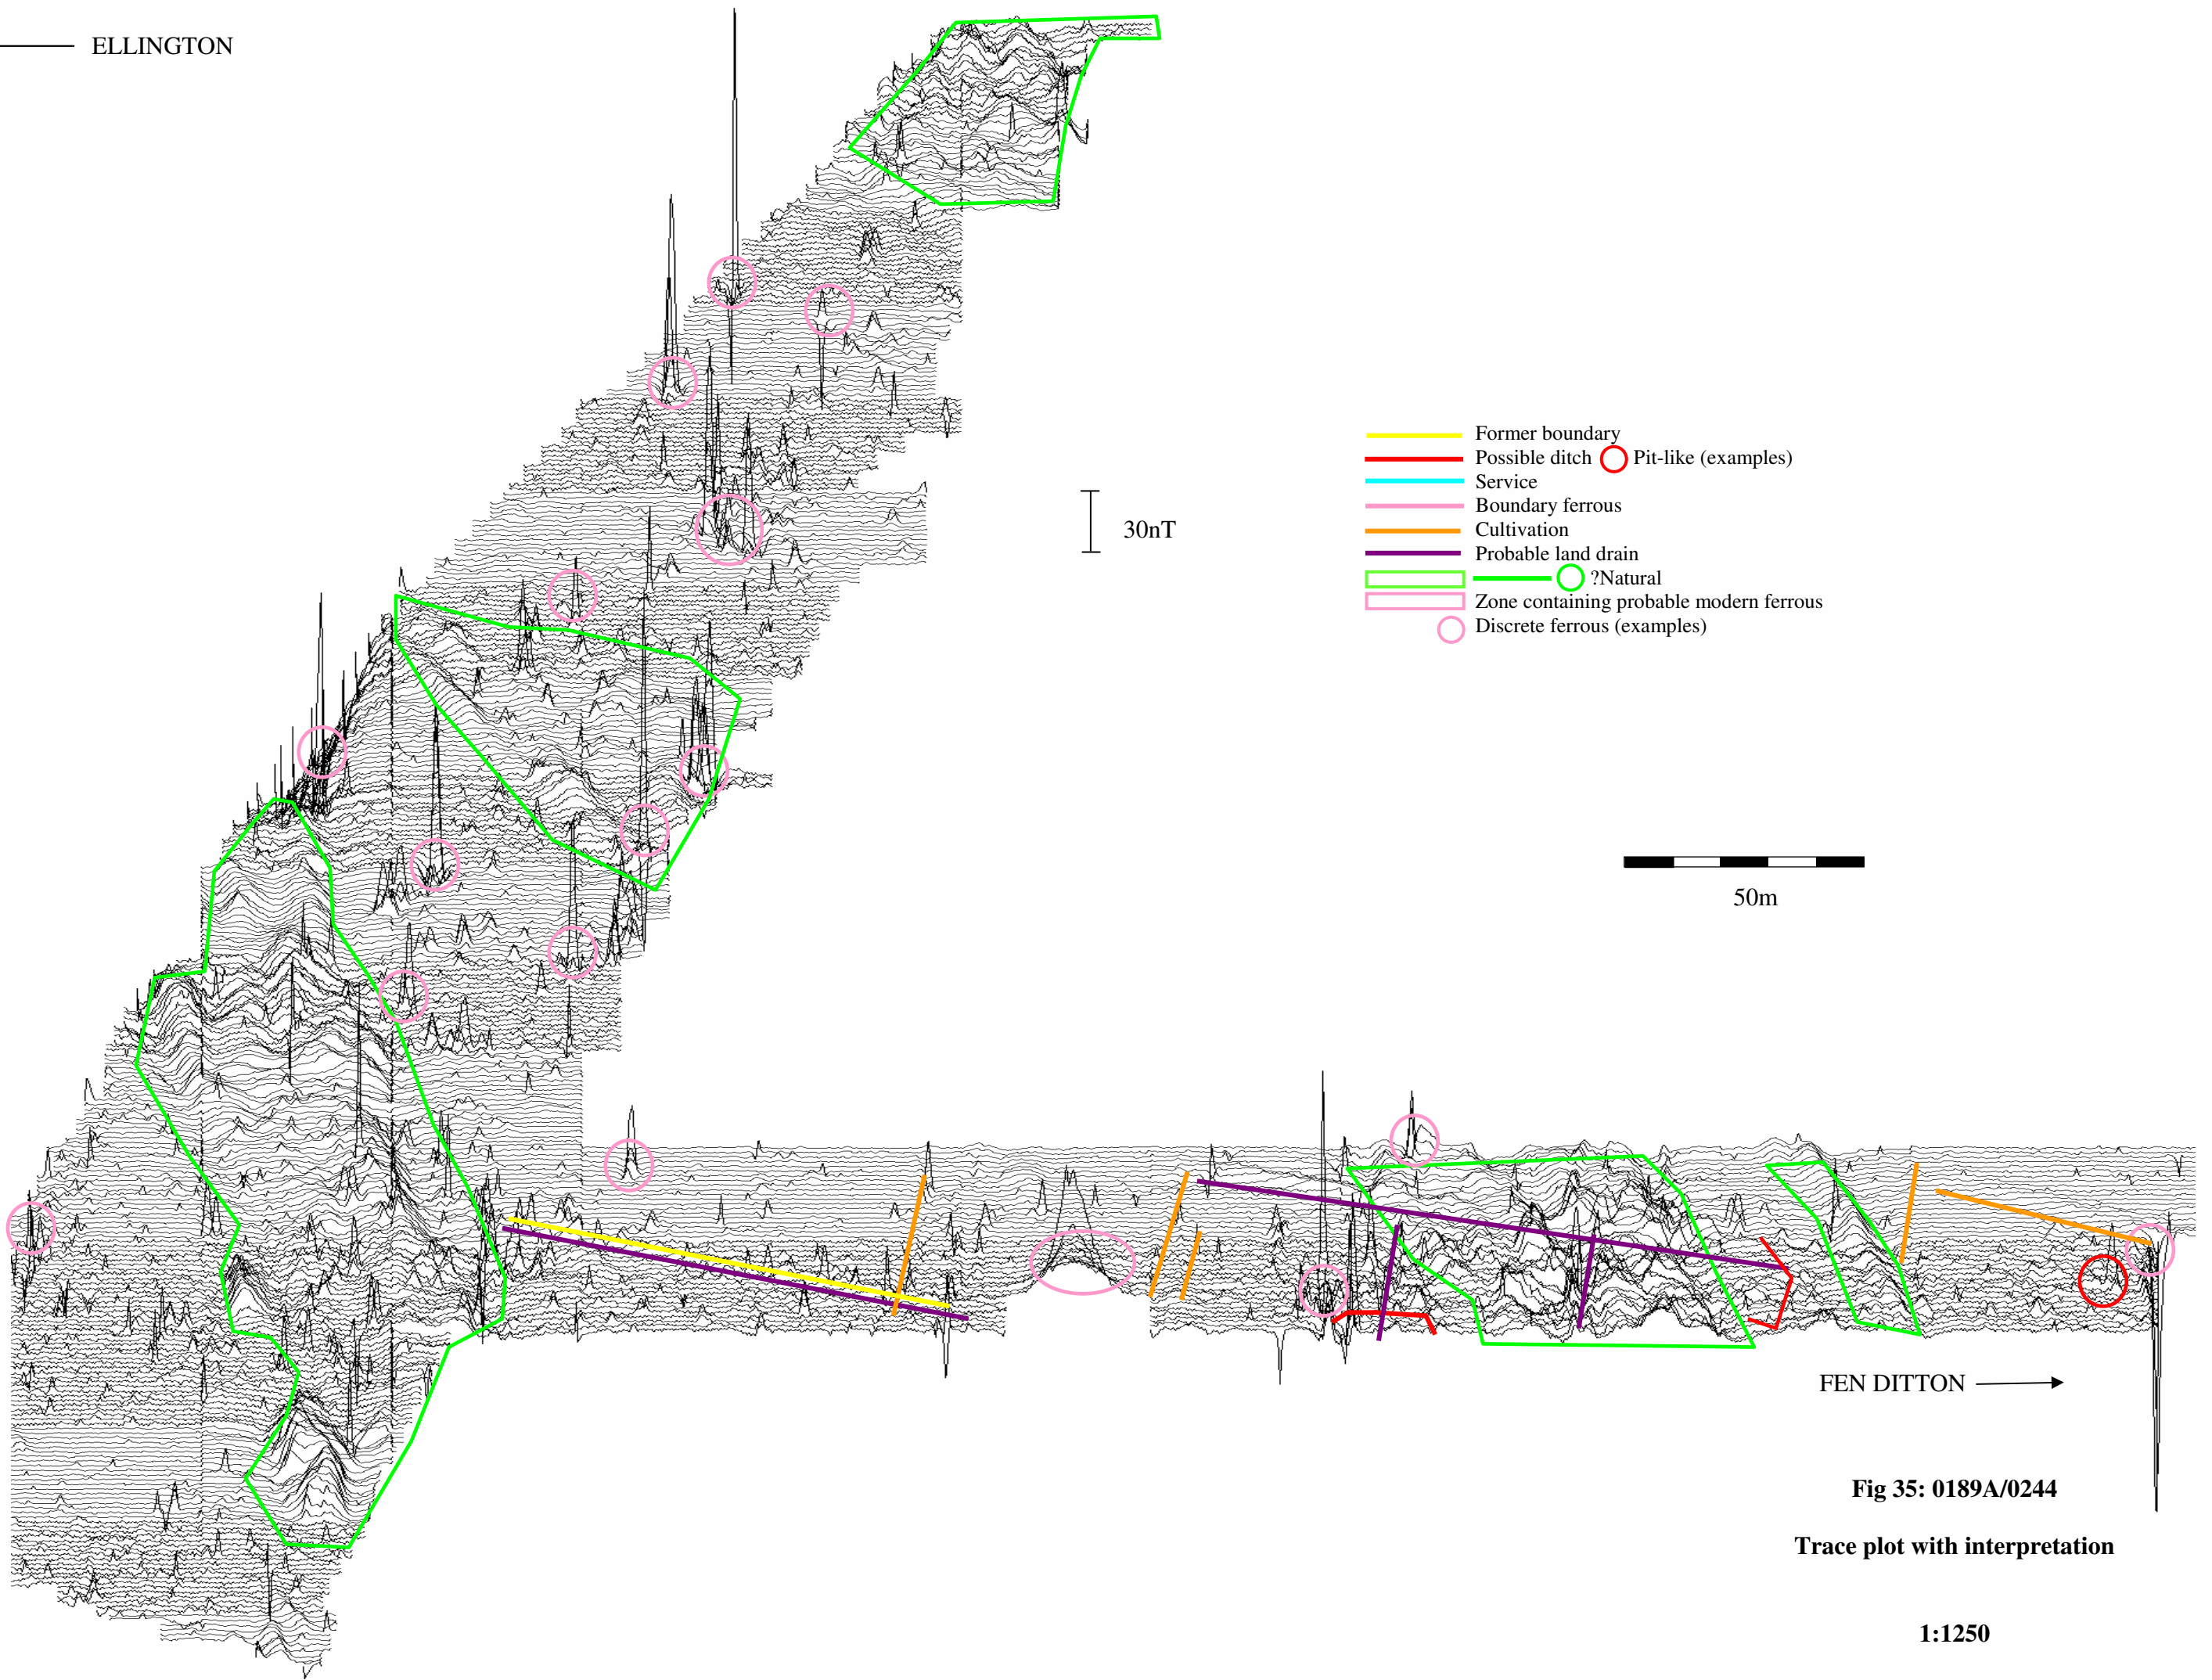 ELLINGTON
Former boundary
Possible ditch Pit-like (examples)
Service
Boundary ferrous
Cultivation
Probable land drain
?Natural
Zone containing probable modern ferrous
Discrete ferrous (examples)
30nT
50m
FEN DITTON
Fig 35: 0189A/0244
Trace plot with interpretation
1:1250